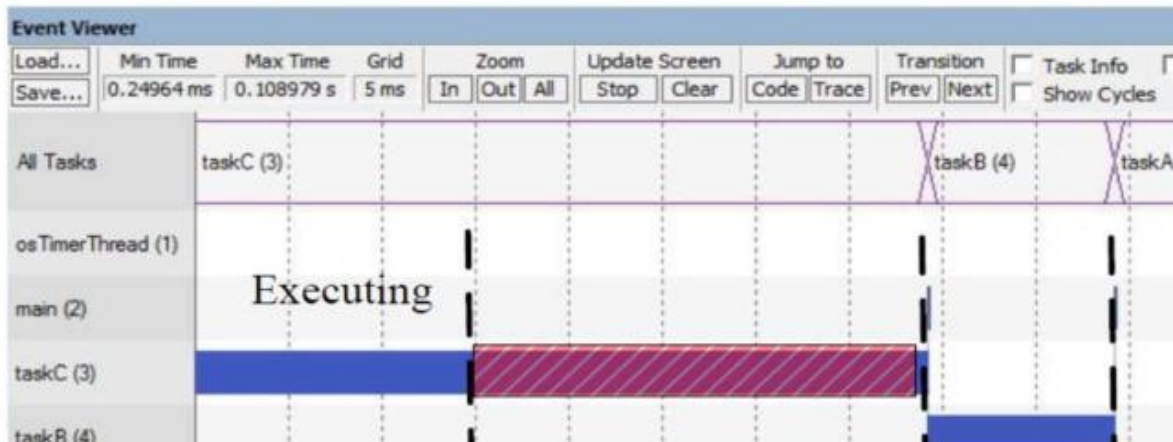 Event Viewer
Load... Min Time Max Time Grid Zoom Update Screen Jump to Transition Task Info
Save... 0.24964 ms 0.108979 s 5 ms In Out All Stop Clear Code Trace Prev Next Show Cycles
All Tasks taskC (3) taskB (4) taskA
osTimerThread (1)
Executing
main (2)
taskC (3)
taskB (4)